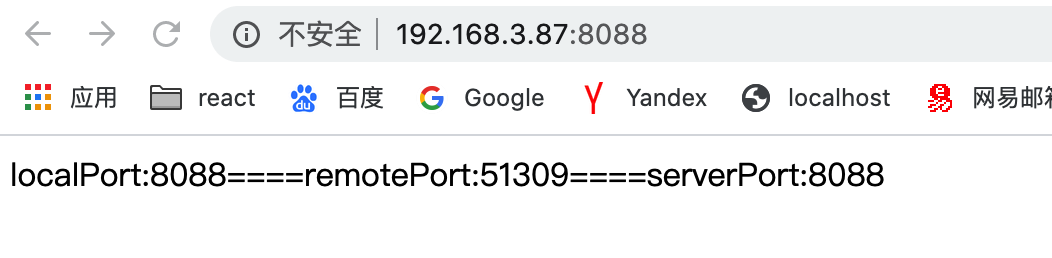 不安全 192.168.3.87:8088
应用 react 百度 Google Yandex localhost 网易邮
localPort:8088====remotePort:51309====serverPort:8088